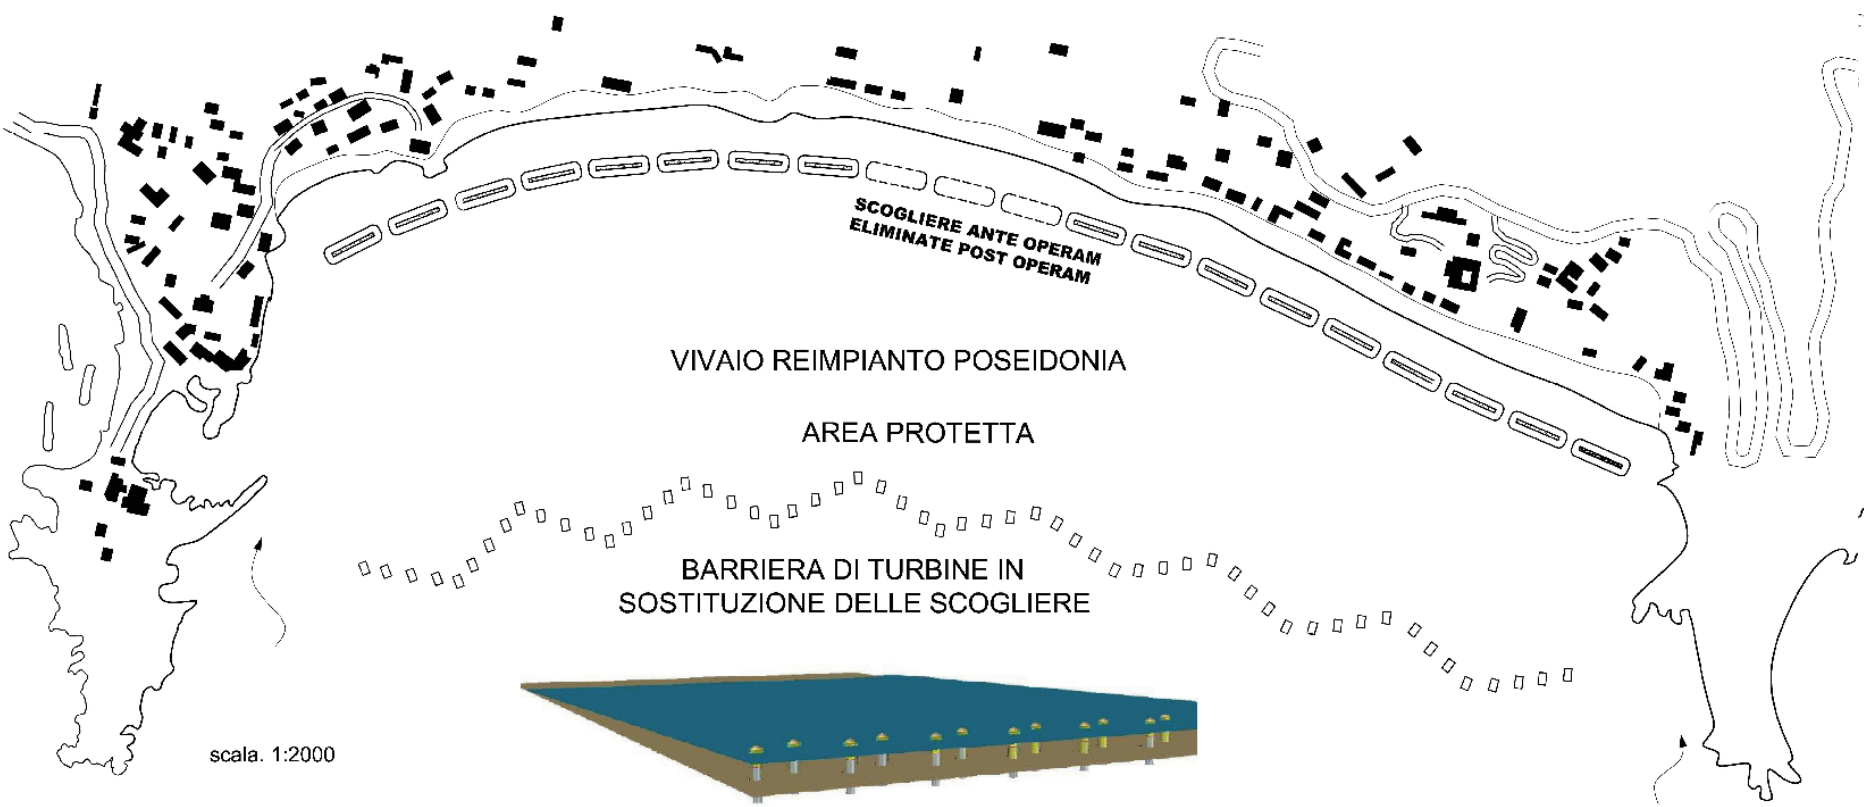 SCOGLIERE ANTE OPERAM
ELIMINATE POST OPERAM
VIVAIO REIMPIANTO POSEIDONIA
AREA PROTETTA
BARRIERA DI TURBINE IN
SOSTITUZIONE DELLE SCOGLIERE
scala. 1:2000